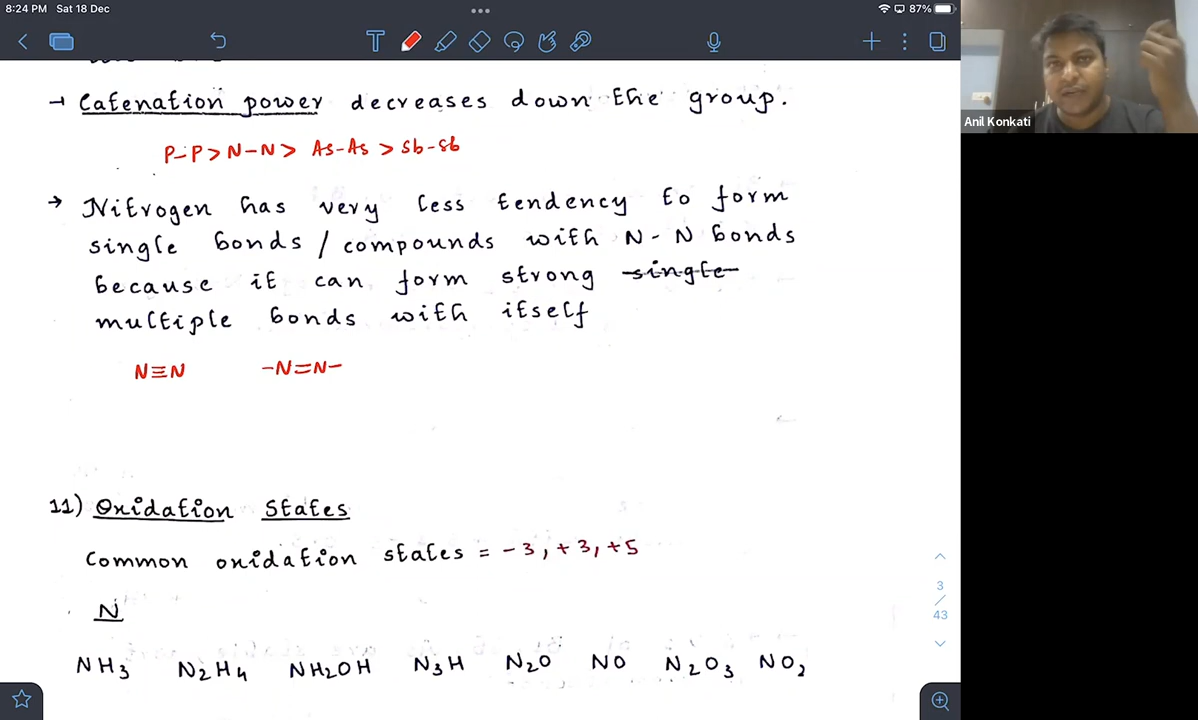 8:24 PM Sat 18 Dec
87%
→ Catenation power decreases down the group.
P-P > N-N > As-As > Sb-Sb
→ Nitrogen has very less tendency to form
single bonds / compounds with N-N bonds
because it can form strong single
multiple bonds with itself
N≡N -N=N-
11) Oxidation States
Common oxidation states = -3, +3, +5
N
NH3 N2H4 NH2OH N3H N2O NO N2O3 NO2
3
/
43
Anil Konkati